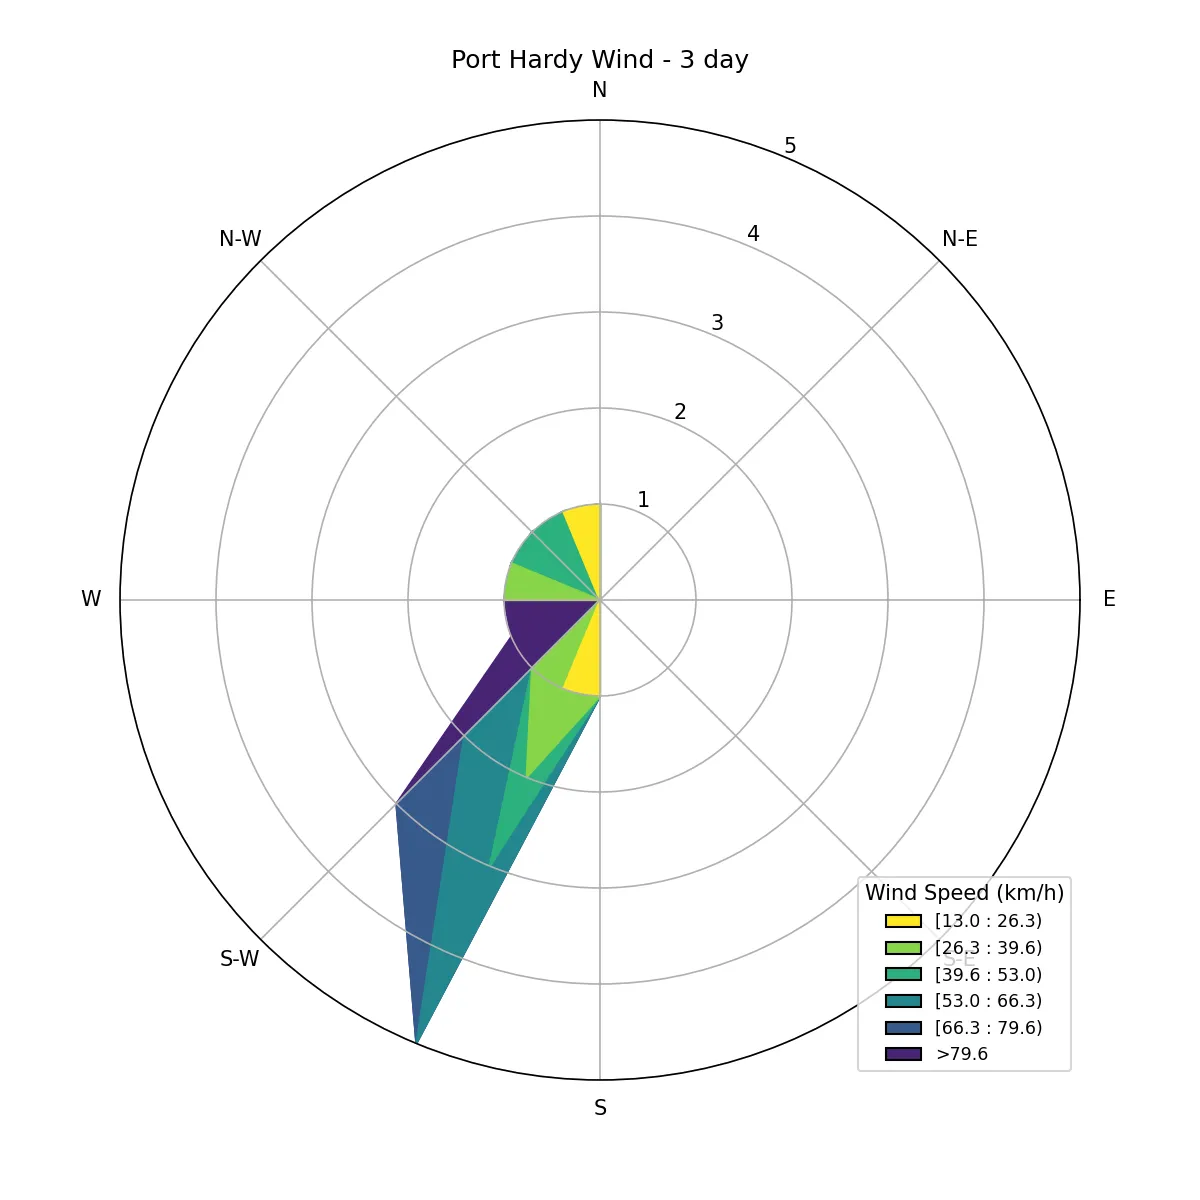 Port Hardy Wind - 3 day
N
5
4
N-W
N-E
3
2
1
W
E
Wind Speed (km/h)
[13.0 : 26.3)
[26.3 : 39.6)
S-W
S-E
[39.6 : 53.0)
[53.0 : 66.3)
[66.3 : 79.6)
>79.6
S